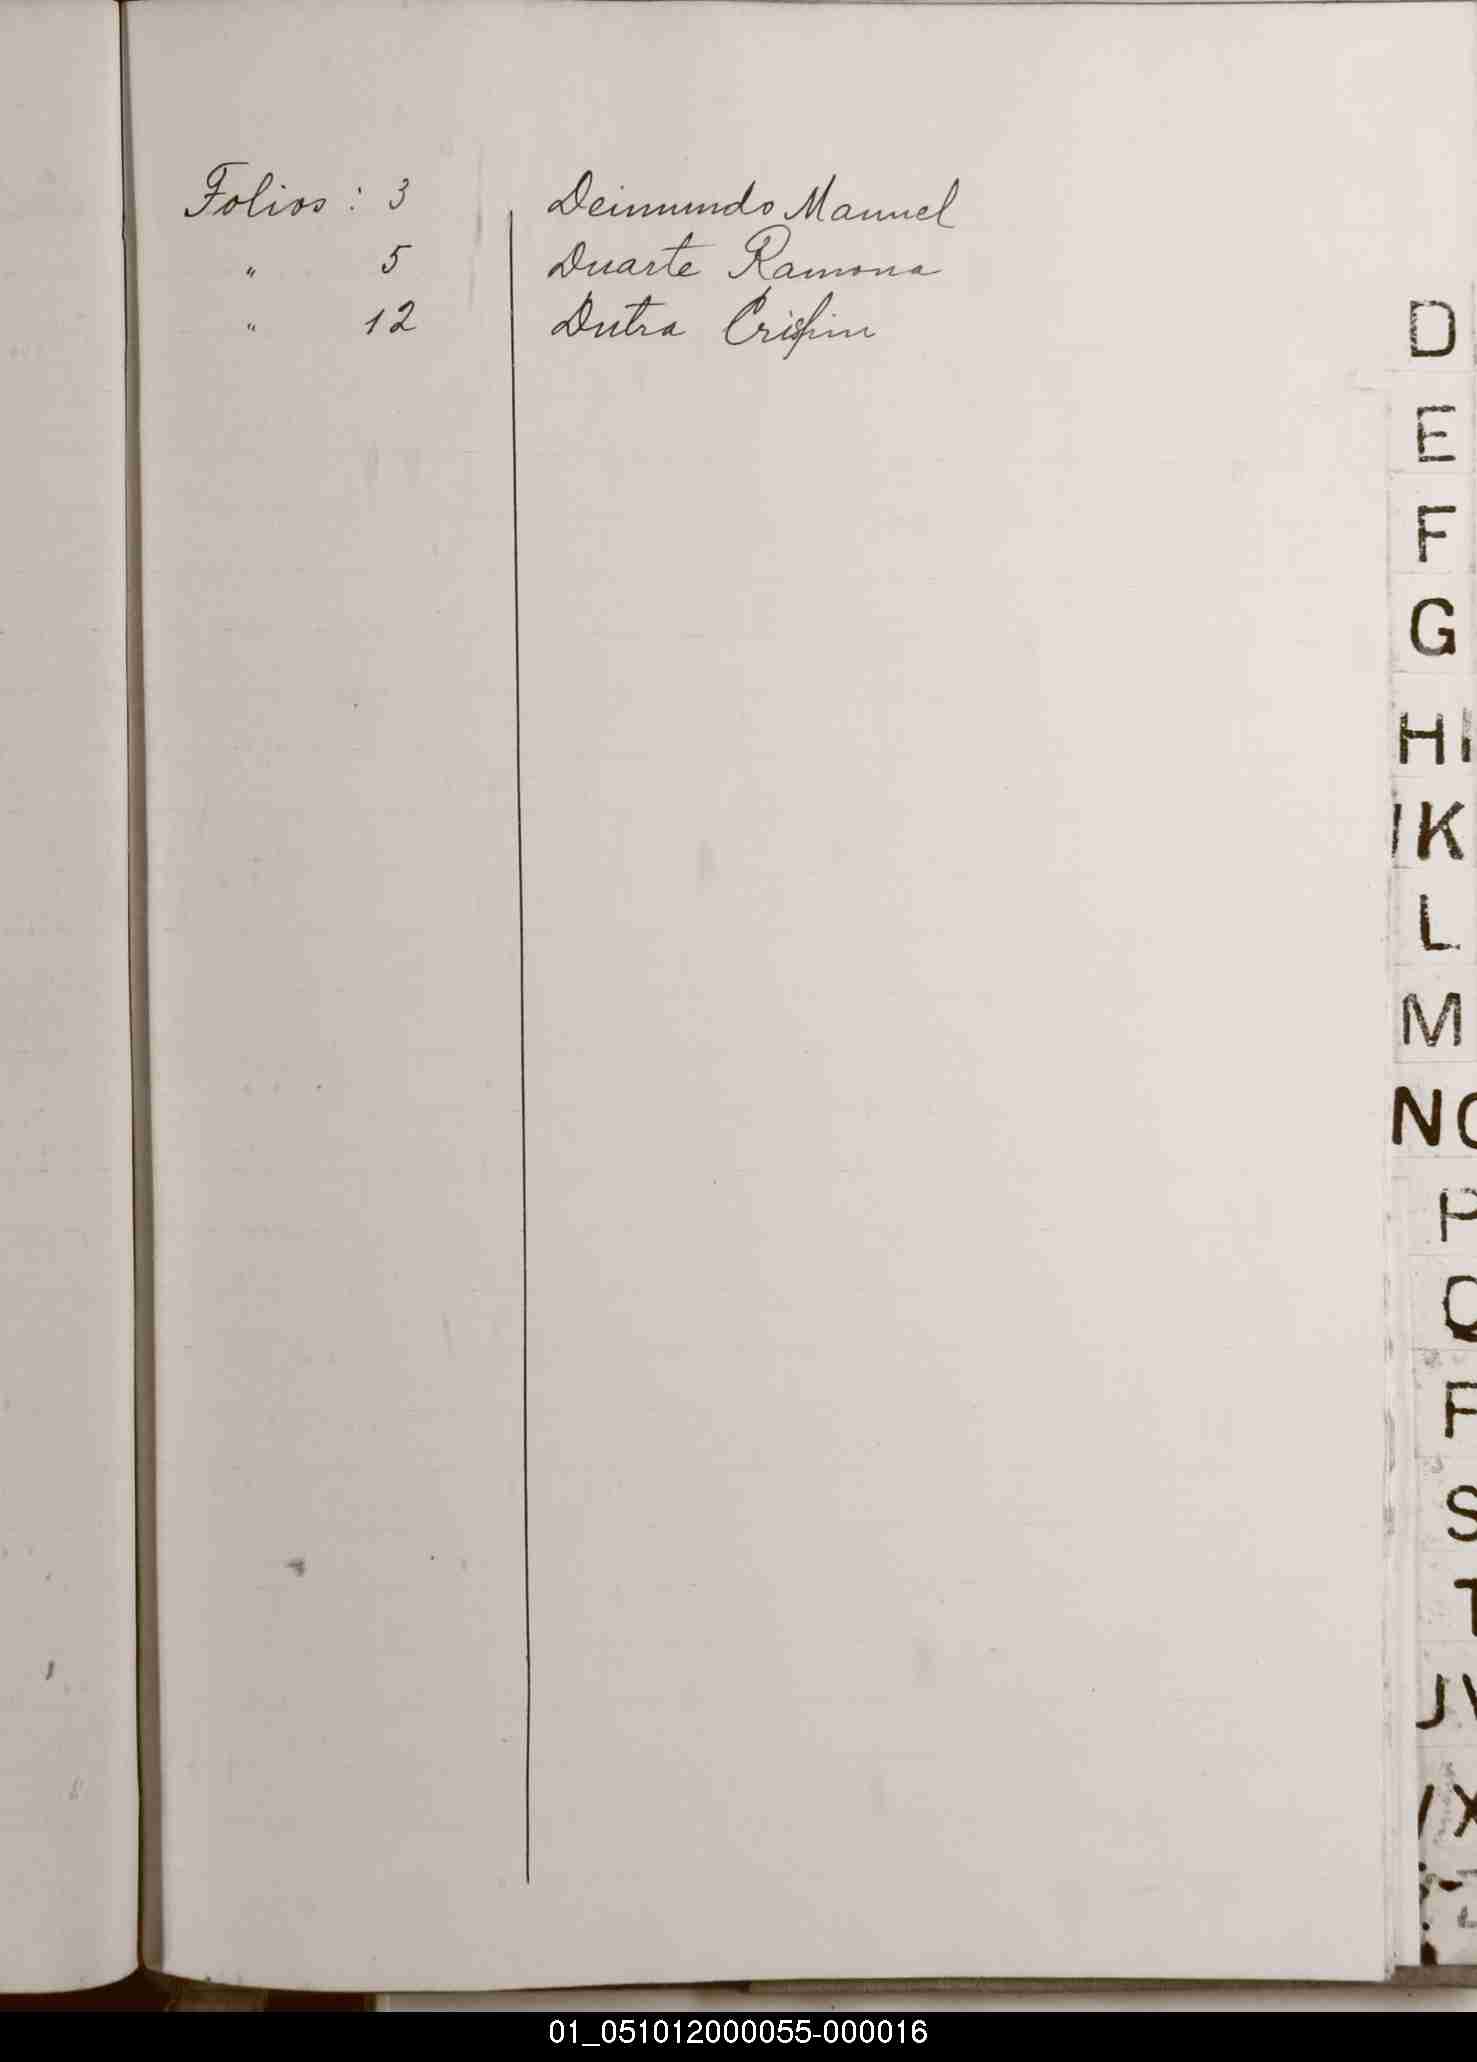 Folios : 3 Deimundo Manuel
" 5 Duarte Ramona
" 12 Dutra Crispin
D
E
F
G
H I
K
L
M
N O
P
Q
R
S
T
01_051012000055-000016